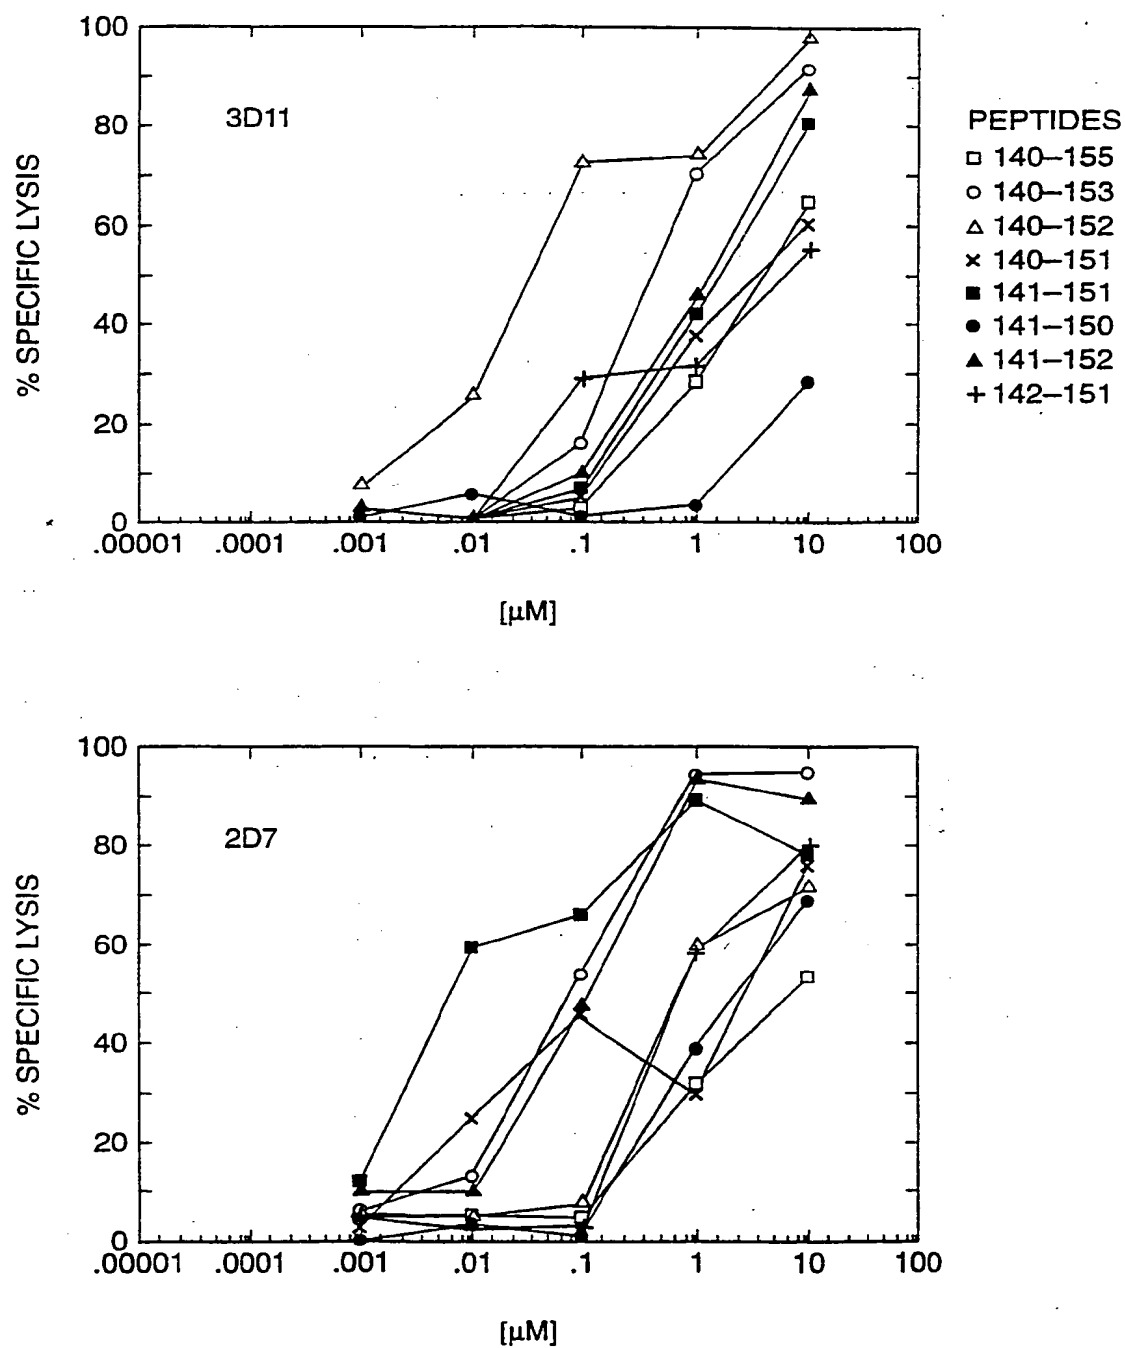 100
80
60
40
20
0
% SPECIFIC LYSIS
3D11
.00001 .0001 .001 .01 .1 1 10 100
[μM]
PEPTIDES
140–155
140–153
140–152
140–151
141–151
141–150
141–152
142–151
100
80
60
40
20
0
% SPECIFIC LYSIS
2D7
.00001 .0001 .001 .01 .1 1 10 100
[μM]